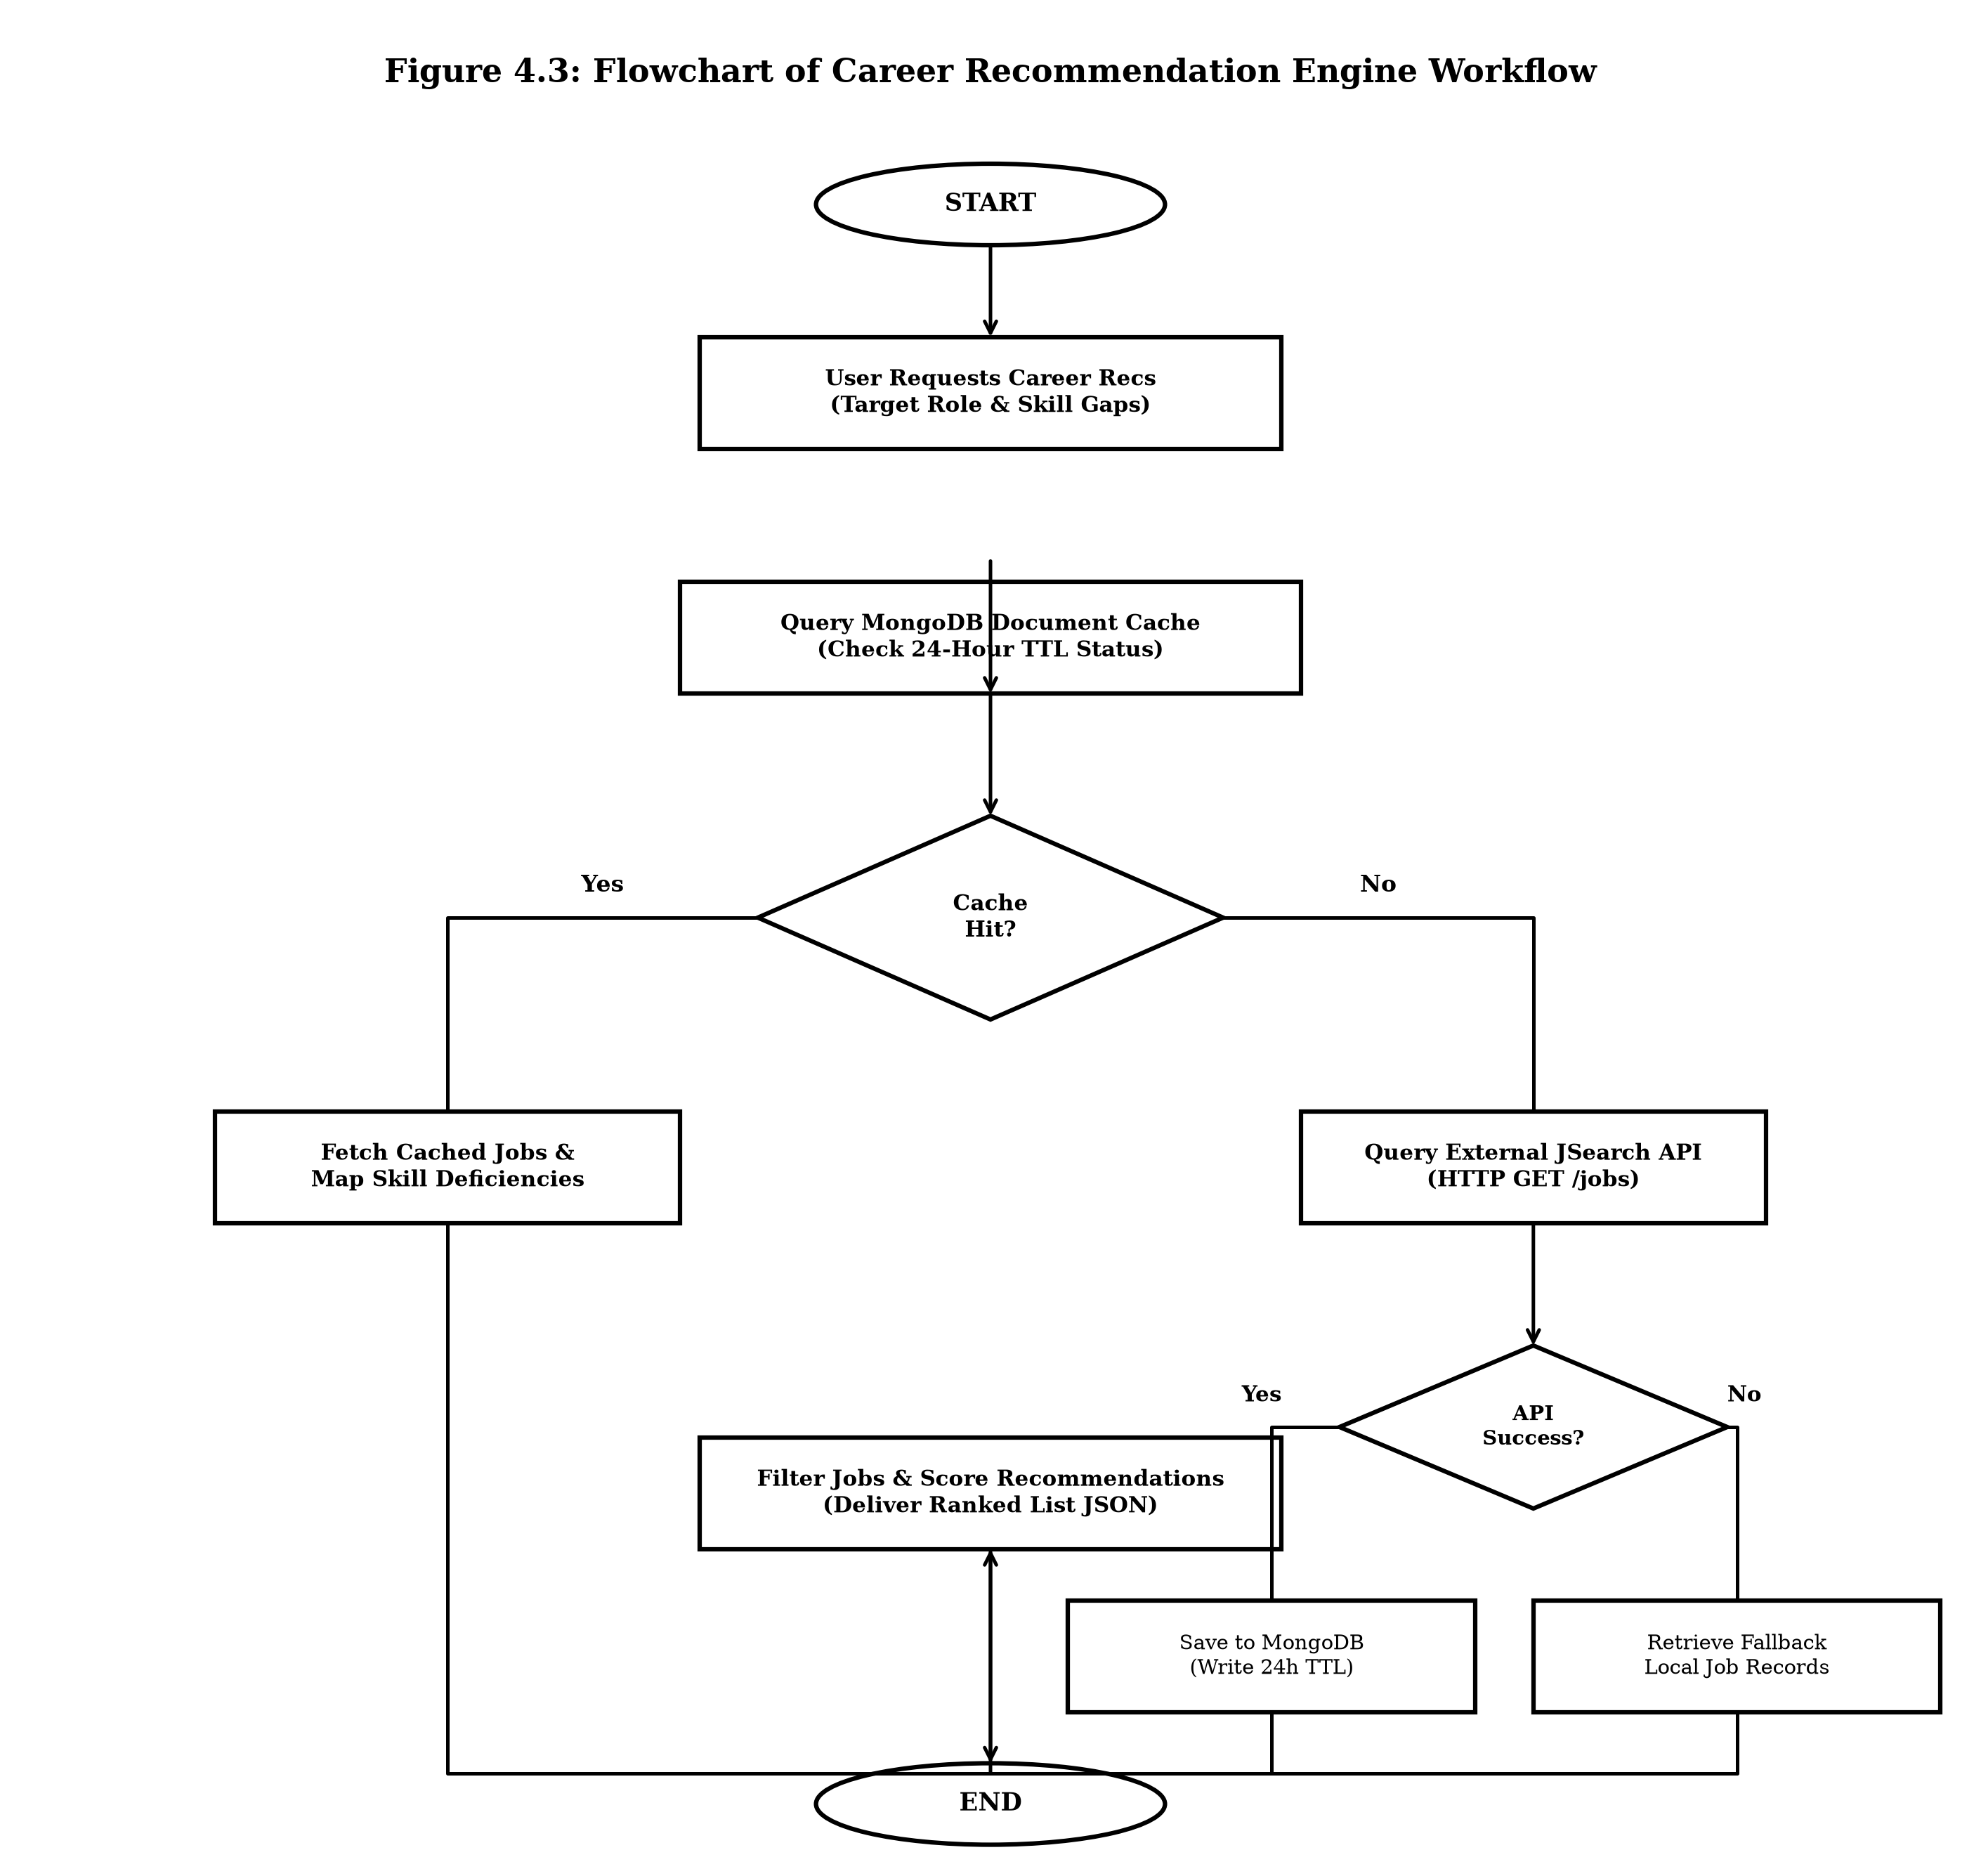 Figure 4.3: Flowchart of Career Recommendation Engine Workflow
START
User Requests Career Recs
(Target Role & Skill Gaps)
Query MongoDB Document Cache
(Check 24-Hour TTL Status)
Cache
Hit?
Yes
No
Fetch Cached Jobs &
Map Skill Deficiencies
Query External JSearch API
(HTTP GET /jobs)
API
Success?
Yes
No
Filter Jobs & Score Recommendations
(Deliver Ranked List JSON)
Save to MongoDB
(Write 24h TTL)
Retrieve Fallback
Local Job Records
END